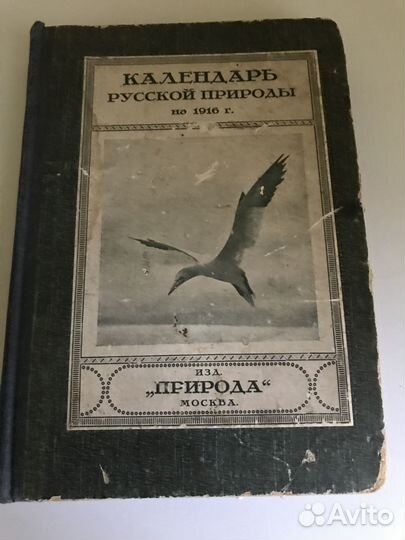 КАЛЕНДАРЬ
РУССКОЙ ПРИРОДЫ
на 1916 г.
ИЗД.
„ПРИРОДА“
МОСКВА.
Avito